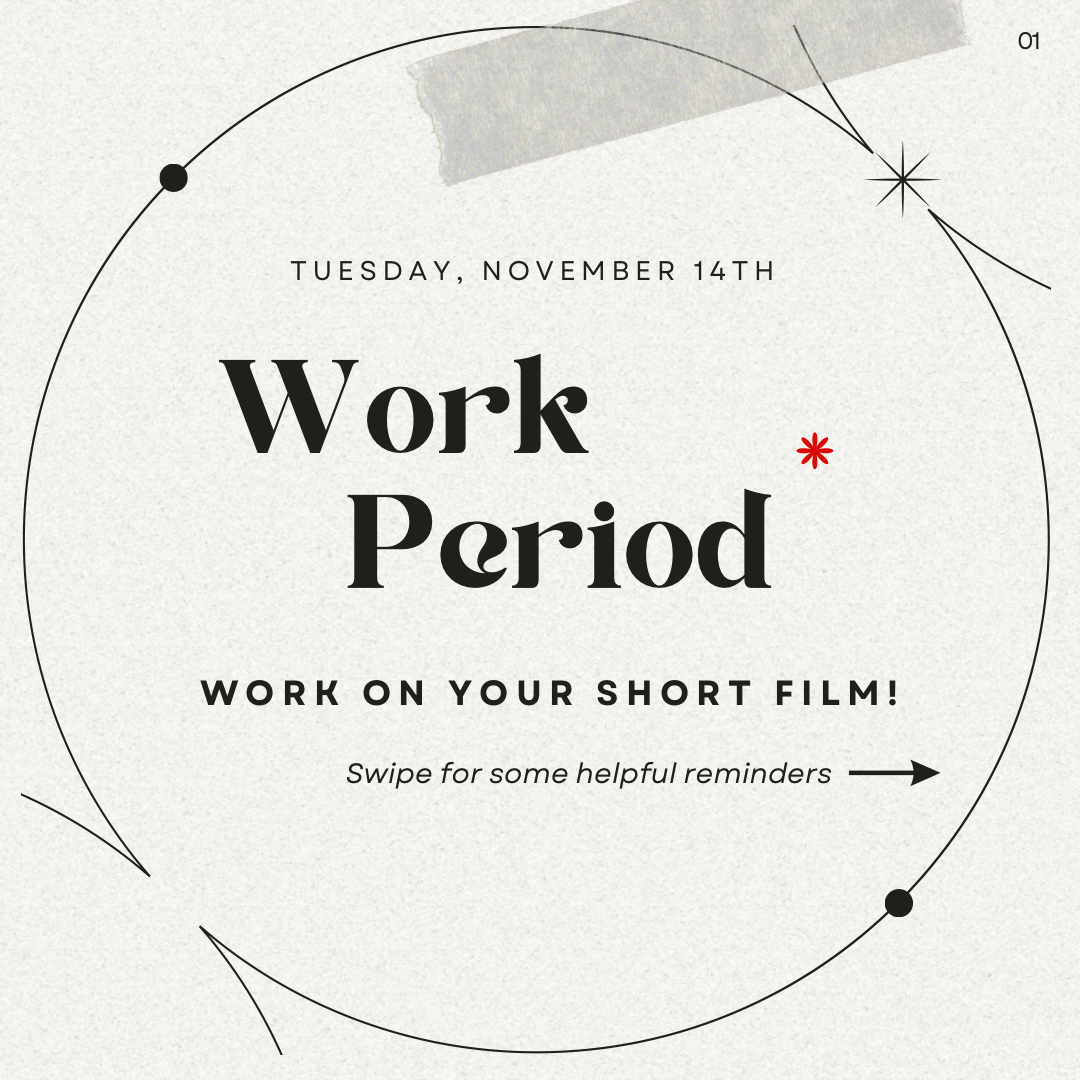 01
TUESDAY, NOVEMBER 14TH
Work
Period
WORK ON YOUR SHORT FILM!
Swipe for some helpful reminders